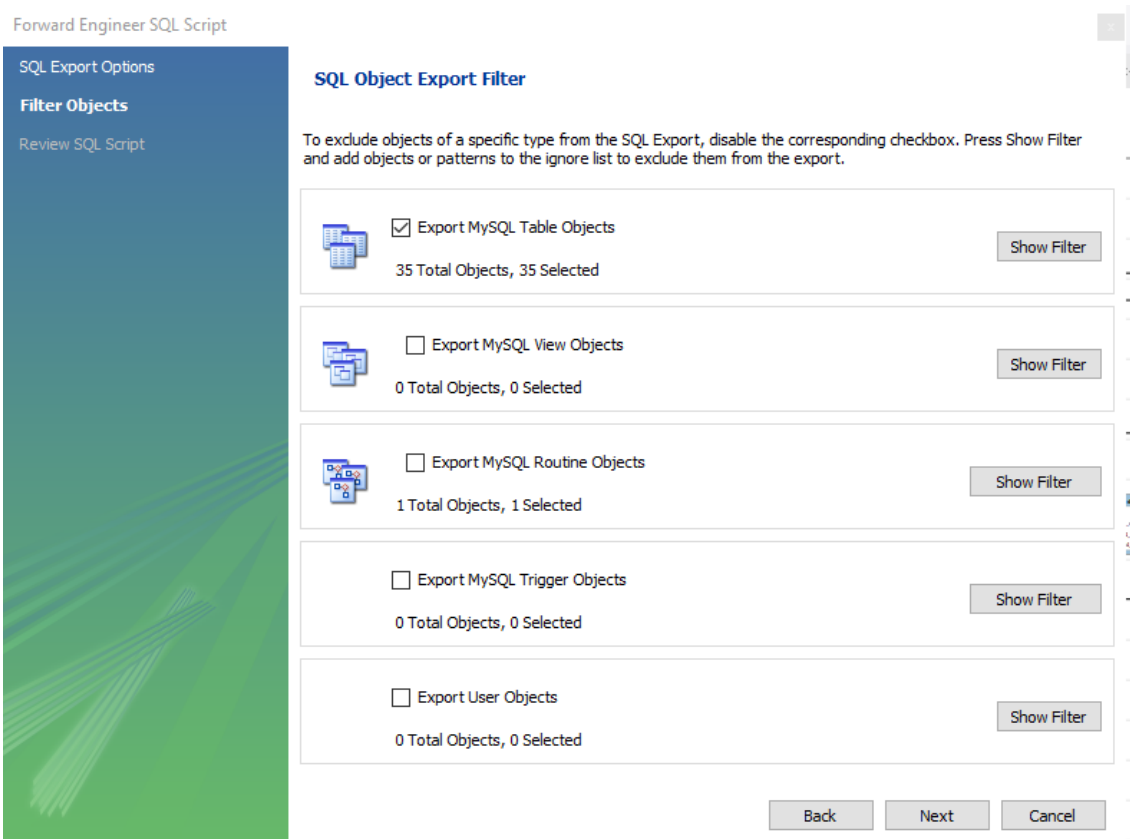 Forward Engineer SQL Script
x
SQL Export Options
Filter Objects
Review SQL Script
SQL Object Export Filter
To exclude objects of a specific type from the SQL Export, disable the corresponding checkbox. Press Show Filter
and add objects or patterns to the ignore list to exclude them from the export.
Export MySQL Table Objects
35 Total Objects, 35 Selected
Show Filter
Export MySQL View Objects
0 Total Objects, 0 Selected
Show Filter
Export MySQL Routine Objects
1 Total Objects, 1 Selected
Show Filter
Export MySQL Trigger Objects
0 Total Objects, 0 Selected
Show Filter
Export User Objects
0 Total Objects, 0 Selected
Show Filter
Back
Next
Cancel